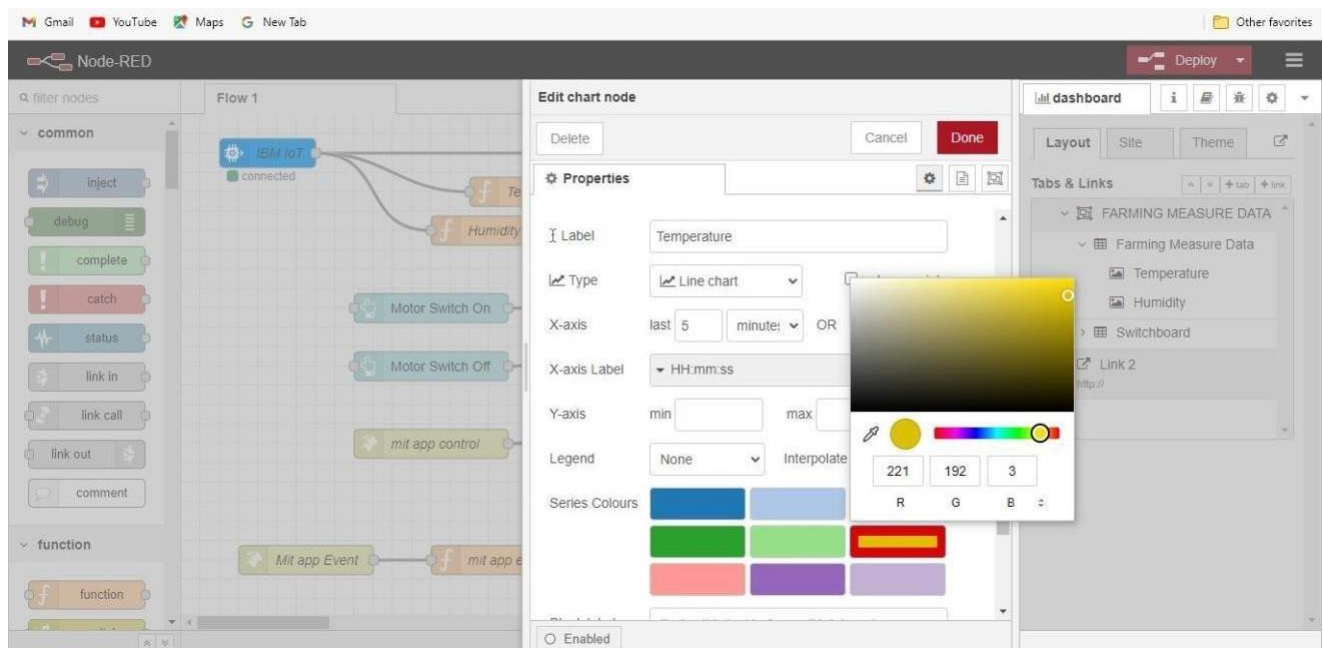 Gmail YouTube Maps New Tab Other favorites
Node-RED Deploy
filter nodes
common
inject
debug
complete
catch
status
link in
link call
link out
comment
function
function
Flow 1
IBM IoT
connected
Te
Humidity
Motor Switch On
Motor Switch Off
mit app control
Mit app Event
mit app e
Edit chart node
Delete Cancel Done
Properties
Label Temperature
Type Line chart
X-axis last 5 minute: OR
X-axis Label HH:mm:ss
Y-axis min max
Legend None Interpolate
Series Colours
221 192 3
R G B
Enabled
dashboard i
Layout Site Theme
Tabs & Links +tab +link
FARMING MEASURE DATA
Farming Measure Data
Temperature
Humidity
Switchboard
Link 2
http://